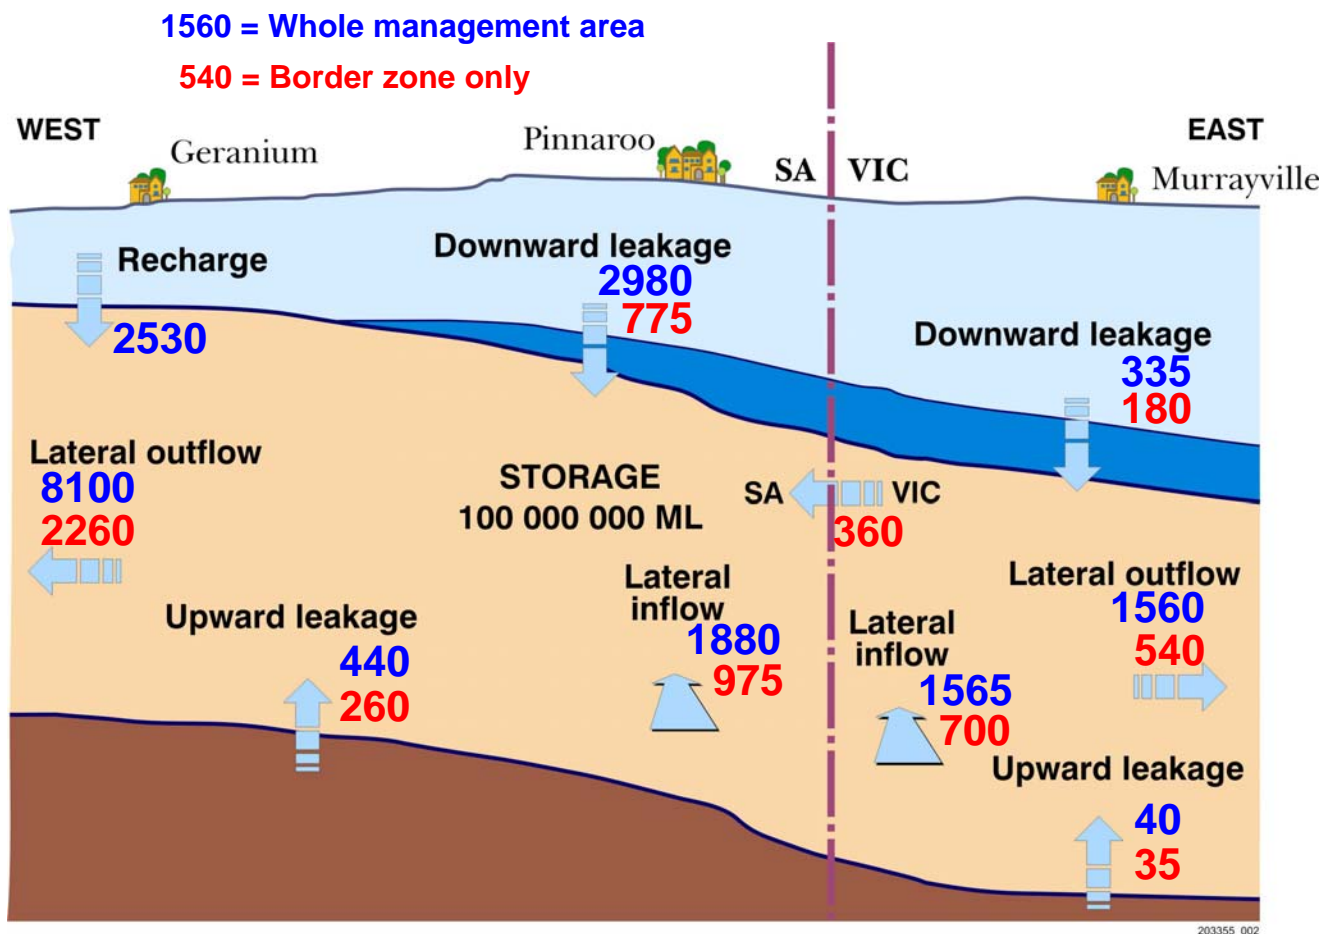 1560 = Whole management area
540 = Border zone only
WEST
EAST
Geranium
Pinnaroo
SA
VIC
Murrayville
Recharge
2530
Downward leakage
2980
775
Downward leakage
335
180
Lateral outflow
8100
2260
STORAGE
100 000 000 ML
SA
VIC
360
Lateral
inflow
1880
975
Lateral
inflow
1565
700
Lateral outflow
1560
540
Upward leakage
440
260
Upward leakage
40
35
203355_002